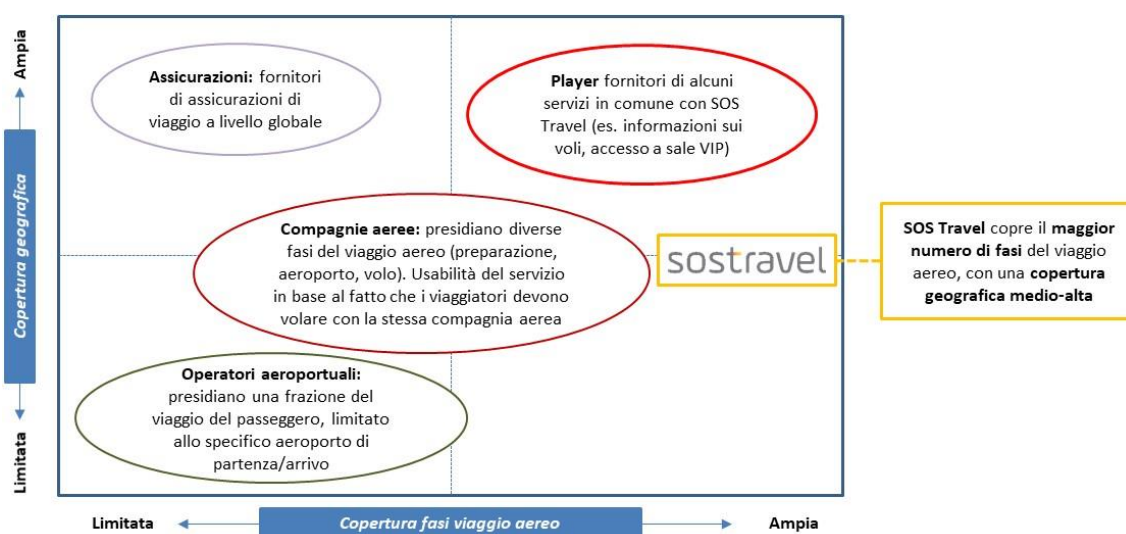 Ampia
Copertura geografica
Limitata
Assicurazioni: fornitori
di assicurazioni di
viaggio a livello globale
Player fornitori di alcuni
servizi in comune con SOS
Travel (es. informazioni sui
voli, accesso a sale VIP)
Compagnie aeree: presidiano diverse
fasi del viaggio aereo (preparazione,
aeroporto, volo). Usabilità del servizio
in base al fatto che i viaggiatori devono
volare con la stessa compagnia aerea
sostravel
SOS Travel copre il maggior
numero di fasi del viaggio
aereo, con una copertura
geografica medio-alta
Operatori aeroportuali:
presidiano una frazione del
viaggio del passeggero, limitato
allo specifico aeroporto di
partenza/arrivo
Limitata
Copertura fasi viaggio aereo
Ampia